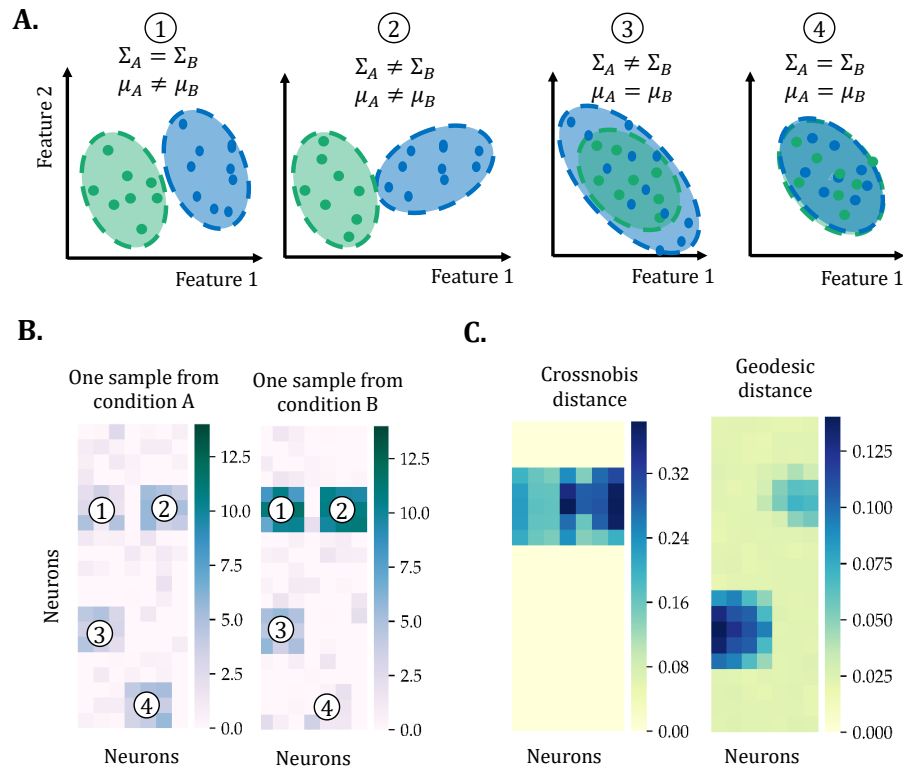 A.
1
Σ_A = Σ_B
μ_A ≠ μ_B
2
Σ_A ≠ Σ_B
μ_A ≠ μ_B
3
Σ_A ≠ Σ_B
μ_A = μ_B
4
Σ_A = Σ_B
μ_A = μ_B
Feature 2
Feature 1
Feature 1
Feature 1
Feature 1
B.
One sample from
condition A
One sample from
condition B
Neurons
1
2
3
4
12.5
10.0
7.5
5.0
2.5
0.0
1
2
3
4
12.5
10.0
7.5
5.0
2.5
0.0
Neurons
Neurons
C.
Crossnobis
distance
Geodesic
distance
0.32
0.24
0.16
0.08
0.00
0.125
0.100
0.075
0.050
0.025
0.000
Neurons
Neurons